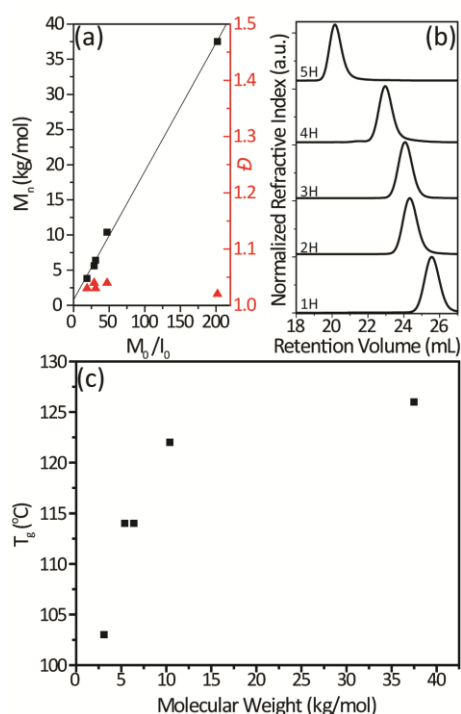 (a)
40
35
30
25
20
15
10
5
0
Mₙ (kg/mol)
0 50 100 150 200
M₀/I₀
1.5
1.4
1.3
1.2
1.1
1.0
Đ
(b)
Normalized Refractive Index (a.u.)
5H
4H
3H
2H
1H
18 20 22 24 26
Retention Volume (mL)
(c)
130
125
120
115
110
105
100
T_g (°C)
0 5 10 15 20 25 30 35 40
Molecular Weight (kg/mol)